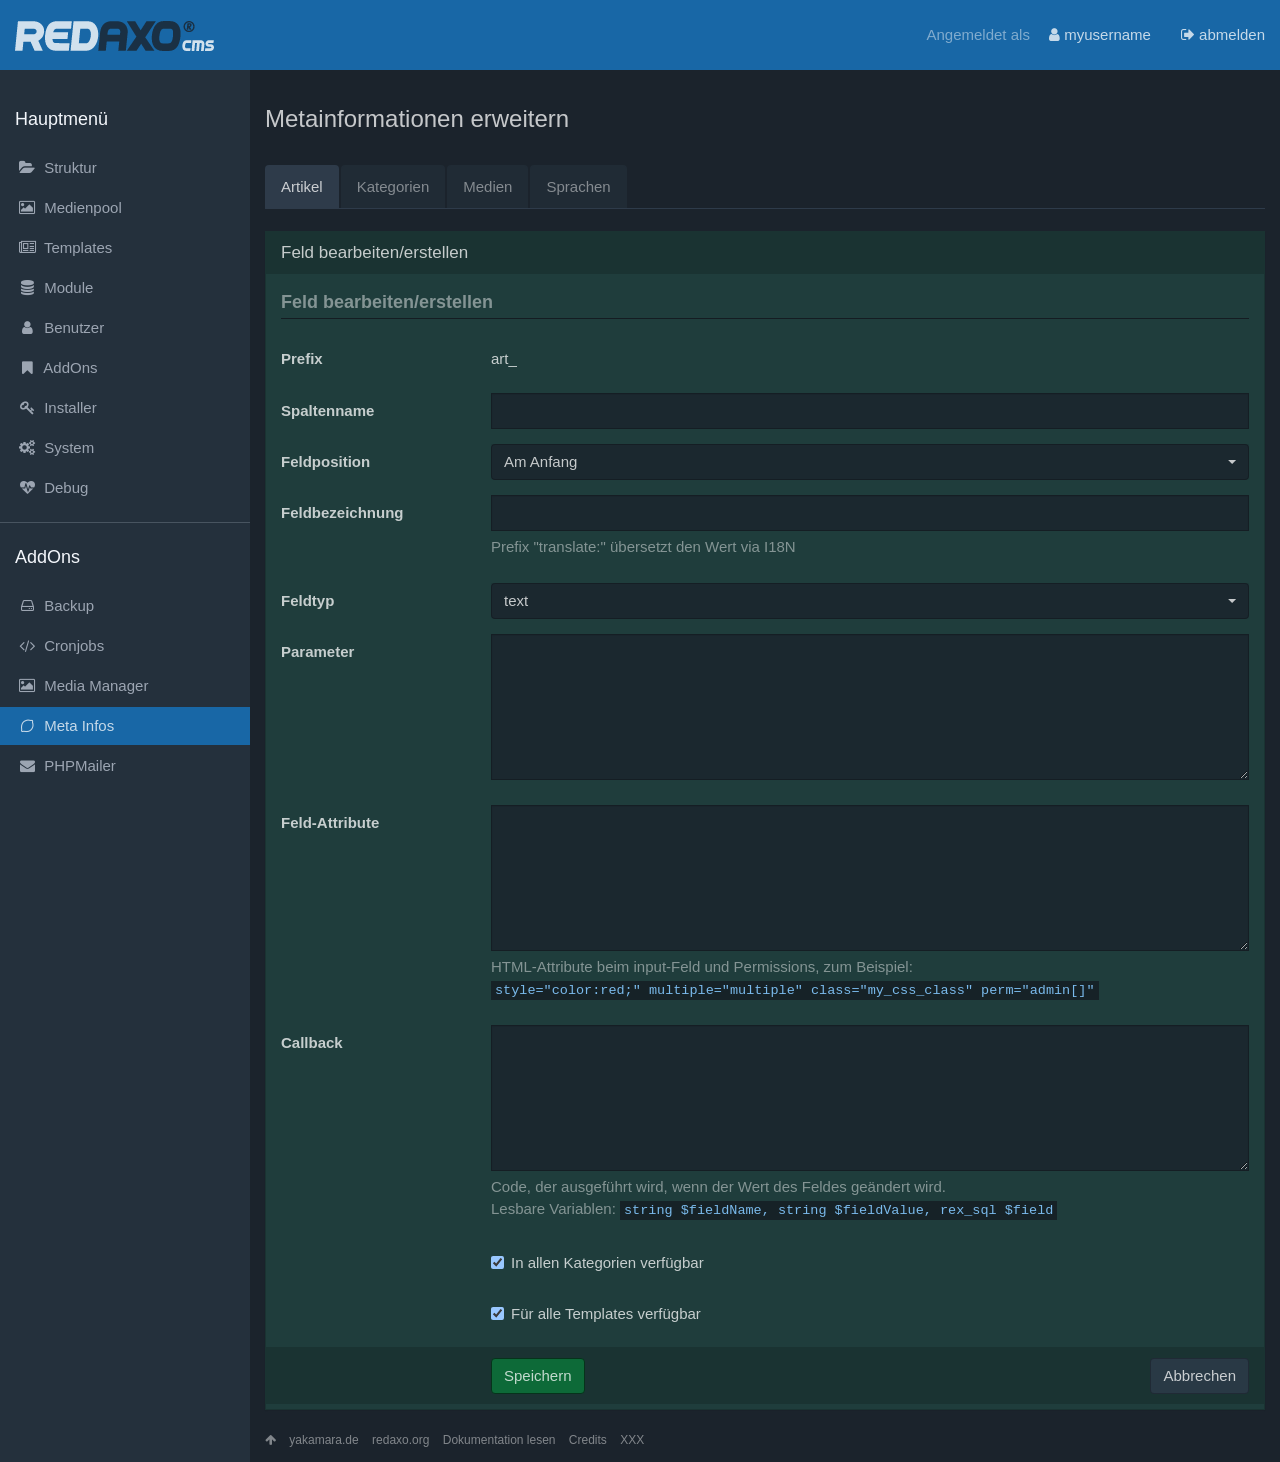 REDAXO® cms
Angemeldet als myusername abmelden
Hauptmenü
Struktur
Medienpool
Templates
Module
Benutzer
AddOns
Installer
System
Debug
AddOns
Backup
Cronjobs
Media Manager
Meta Infos
PHPMailer
Metainformationen erweitern
Artikel Kategorien Medien Sprachen
Feld bearbeiten/erstellen
Feld bearbeiten/erstellen
Prefix art_
Spaltenname
Feldposition Am Anfang
Feldbezeichnung
Prefix "translate:" übersetzt den Wert via I18N
Feldtyp text
Parameter
Feld-Attribute
HTML-Attribute beim input-Feld und Permissions, zum Beispiel:
style="color:red;" multiple="multiple" class="my_css_class" perm="admin[]"
Callback
Code, der ausgeführt wird, wenn der Wert des Feldes geändert wird.
Lesbare Variablen: string $fieldName, string $fieldValue, rex_sql $field
In allen Kategorien verfügbar
Für alle Templates verfügbar
Speichern Abbrechen
yakamara.de redaxo.org Dokumentation lesen Credits XXX